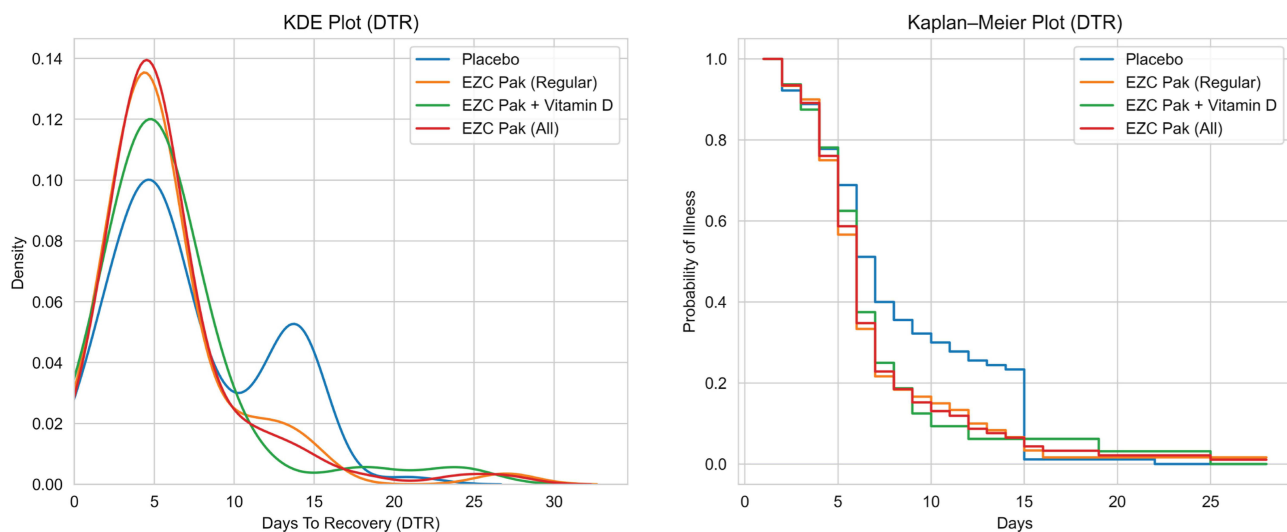 KDE Plot (DTR)
0.14
0.12
0.10
0.08
0.06
0.04
0.02
0.00
Density
Placebo
EZC Pak (Regular)
EZC Pak + Vitamin D
EZC Pak (All)
0
5
10
15
20
25
30
Days To Recovery (DTR)
Kaplan–Meier Plot (DTR)
1.0
0.8
0.6
0.4
0.2
0.0
Probability of Illness
Placebo
EZC Pak (Regular)
EZC Pak + Vitamin D
EZC Pak (All)
0
5
10
15
20
25
Days